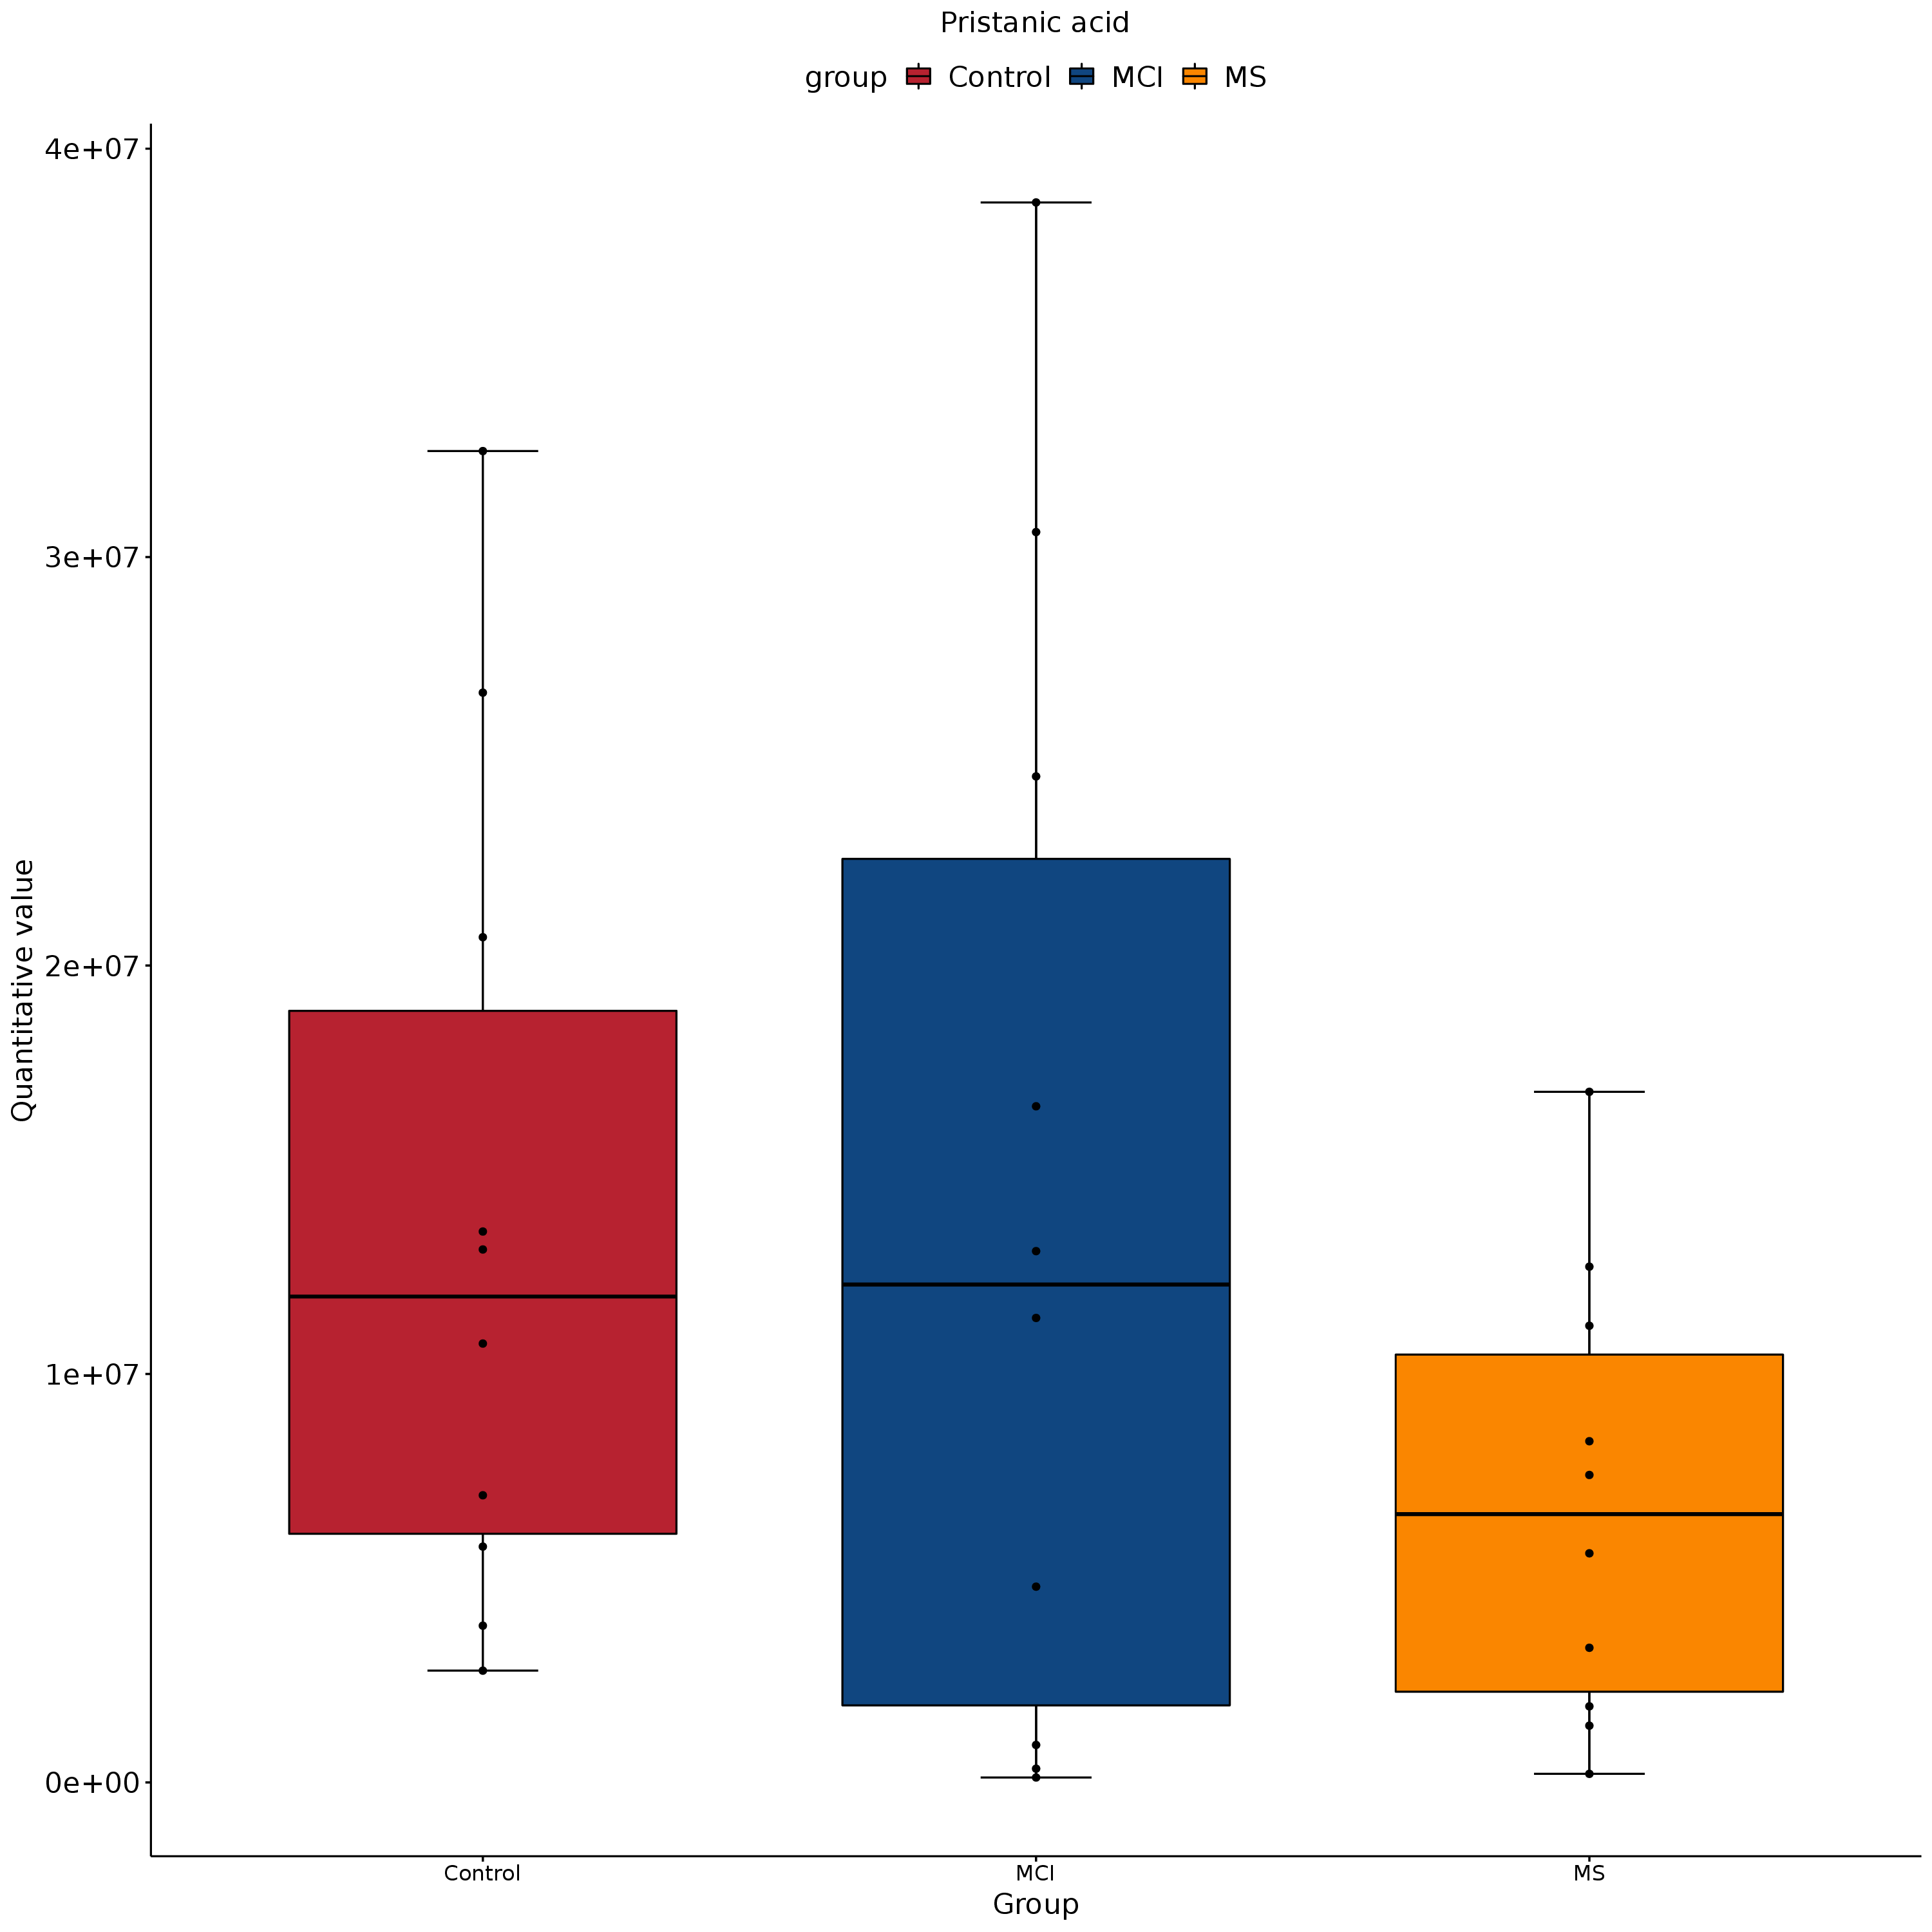 Pristanic acid
group Control MCI MS
Quantitative value
4e+07
3e+07
2e+07
1e+07
0e+00
Control MCI MS
Group